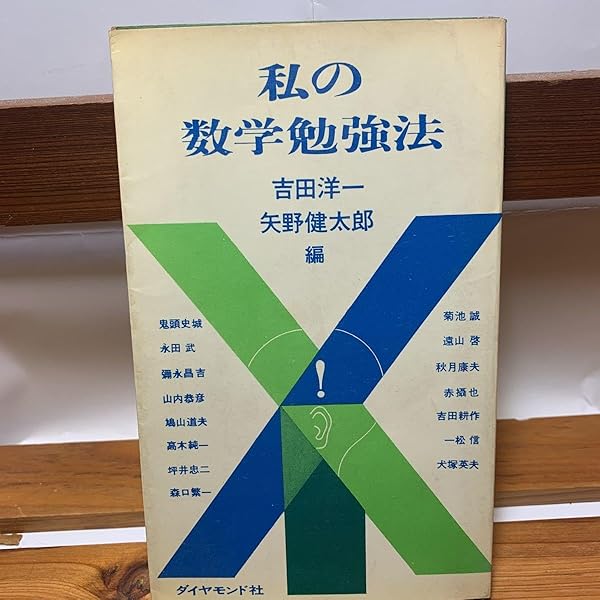 私の
数学勉強法
吉田洋一
矢野健太郎
編
鬼頭史城
永田武
彌永昌吉
山内恭彦
鳩山道夫
高木純一
坪井忠二
森口繁一
菊池誠
遠山啓
秋月康夫
赤攝也
吉田耕作
一松信
犬塚英夫
!
ダイヤモンド社